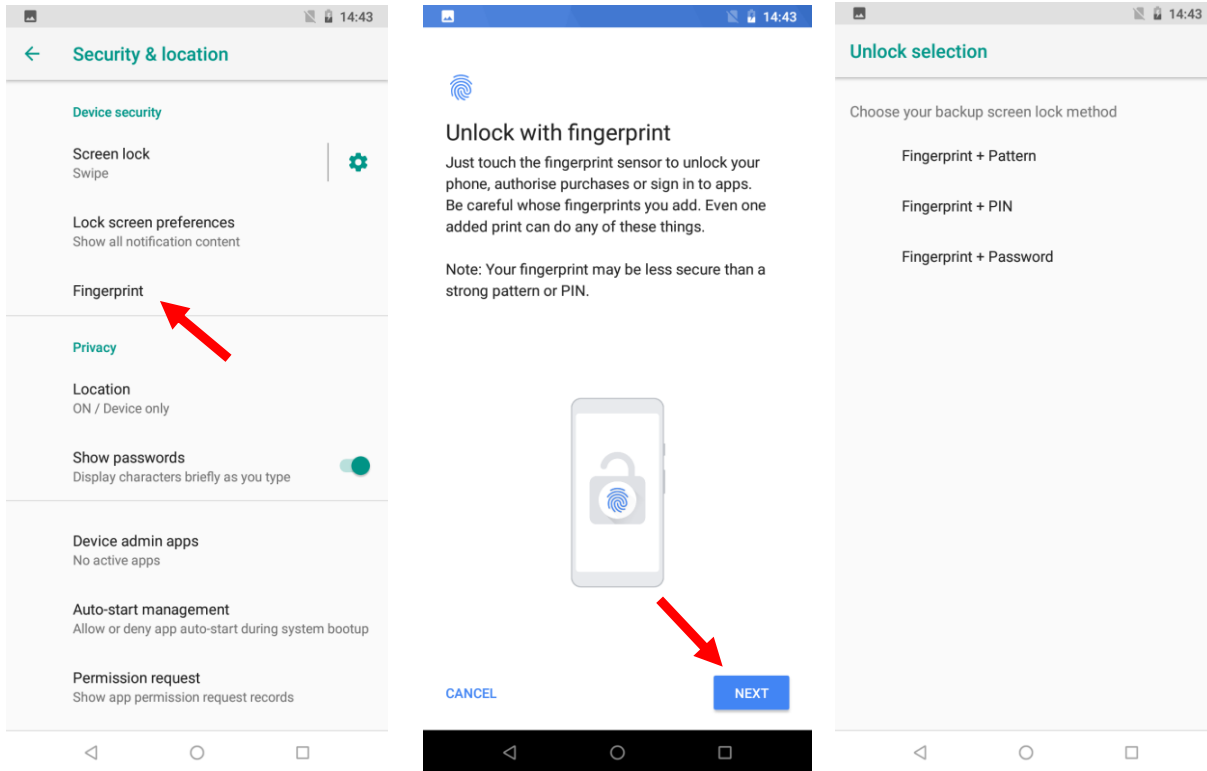 14:43
Security & location
Device security
Screen lock
Swipe
Lock screen preferences
Show all notification content
Fingerprint
Privacy
Location
ON / Device only
Show passwords
Display characters briefly as you type
Device admin apps
No active apps
Auto-start management
Allow or deny app auto-start during system bootup
Permission request
Show app permission request records
14:43
Unlock with fingerprint
Just touch the fingerprint sensor to unlock your
phone, authorise purchases or sign in to apps.
Be careful whose fingerprints you add. Even one
added print can do any of these things.
Note: Your fingerprint may be less secure than a
strong pattern or PIN.
CANCEL
NEXT
14:43
Unlock selection
Choose your backup screen lock method
Fingerprint + Pattern
Fingerprint + PIN
Fingerprint + Password